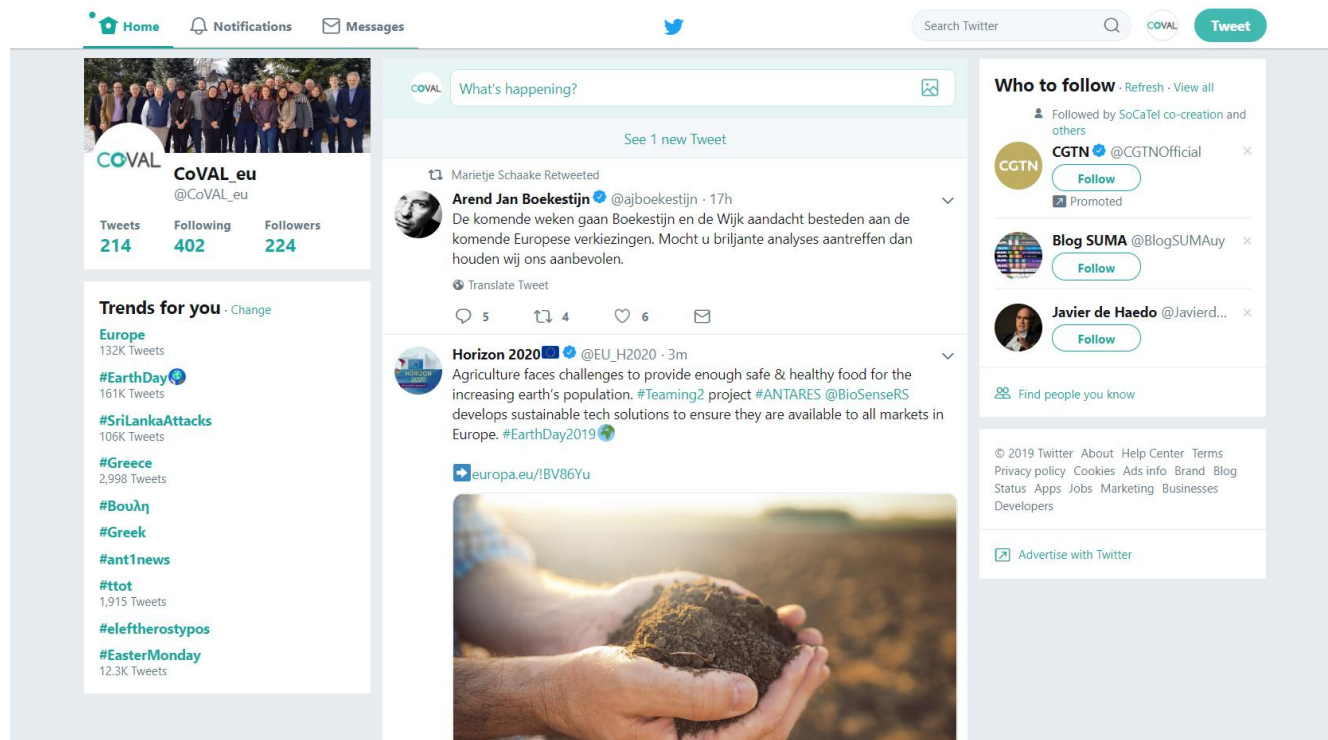 Home
Notifications
Messages
Search Twitter
COVAL
Tweet
COVAL
CoVAL_eu
@CoVAL_eu
Tweets Following Followers
214 402 224
Trends for you · Change
Europe
132K Tweets
#EarthDay
161K Tweets
#SriLankaAttacks
106K Tweets
#Greece
2,998 Tweets
#Βουλη
#Greek
#ant1news
#ttot
1,915 Tweets
#eleftherostypos
#EasterMonday
12.3K Tweets
COVAL
What's happening?
See 1 new Tweet
Marietje Schaake Retweeted
Arend Jan Boekestijn @ajboekestijn · 17h
De komende weken gaan Boekestijn en de Wijk aandacht besteden aan de
komende Europese verkiezingen. Mocht u briljante analyses aantreffen dan
houden wij ons aanbevolen.
Translate Tweet
5 4 6
Horizon 2020 @EU_H2020 · 3m
Agriculture faces challenges to provide enough safe & healthy food for the
increasing earth's population. #Teaming2 project #ANTARES @BioSenseRS
develops sustainable tech solutions to ensure they are available to all markets in
Europe. #EarthDay2019
europa.eu/!BV86Yu
HORIZON
2020
Who to follow · Refresh · View all
Followed by SoCaTel co-creation and
others
CGTN
CGTN @CGTNOfficial
Follow
Promoted
Blog SUMA @BlogSUMAuy
Follow
Javier de Haedo @Javierd...
Follow
Find people you know
© 2019 Twitter About Help Center Terms
Privacy policy Cookies Ads info Brand Blog
Status Apps Jobs Marketing Businesses
Developers
Advertise with Twitter